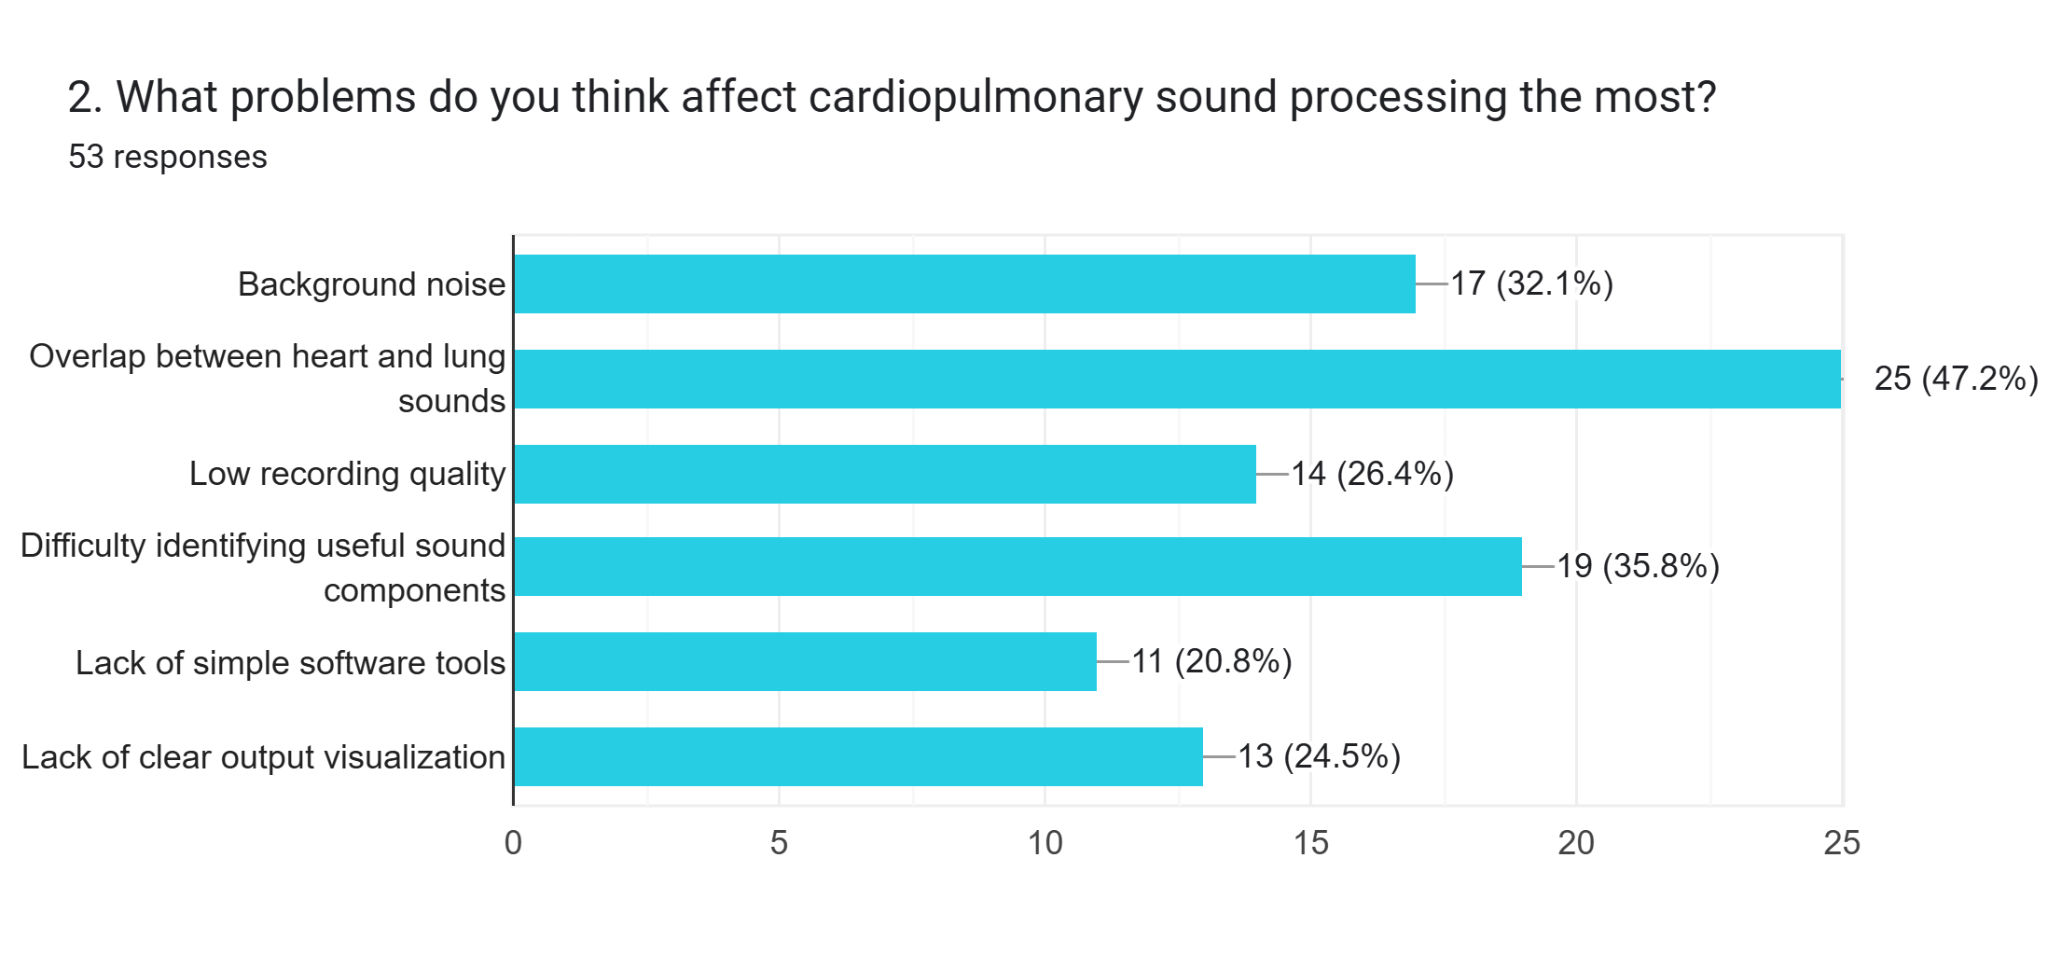 2. What problems do you think affect cardiopulmonary sound processing the most?
53 responses
Background noise
17 (32.1%)
Overlap between heart and lung
sounds
25 (47.2%)
Low recording quality
14 (26.4%)
Difficulty identifying useful sound
components
19 (35.8%)
Lack of simple software tools
11 (20.8%)
Lack of clear output visualization
13 (24.5%)
0 5 10 15 20 25